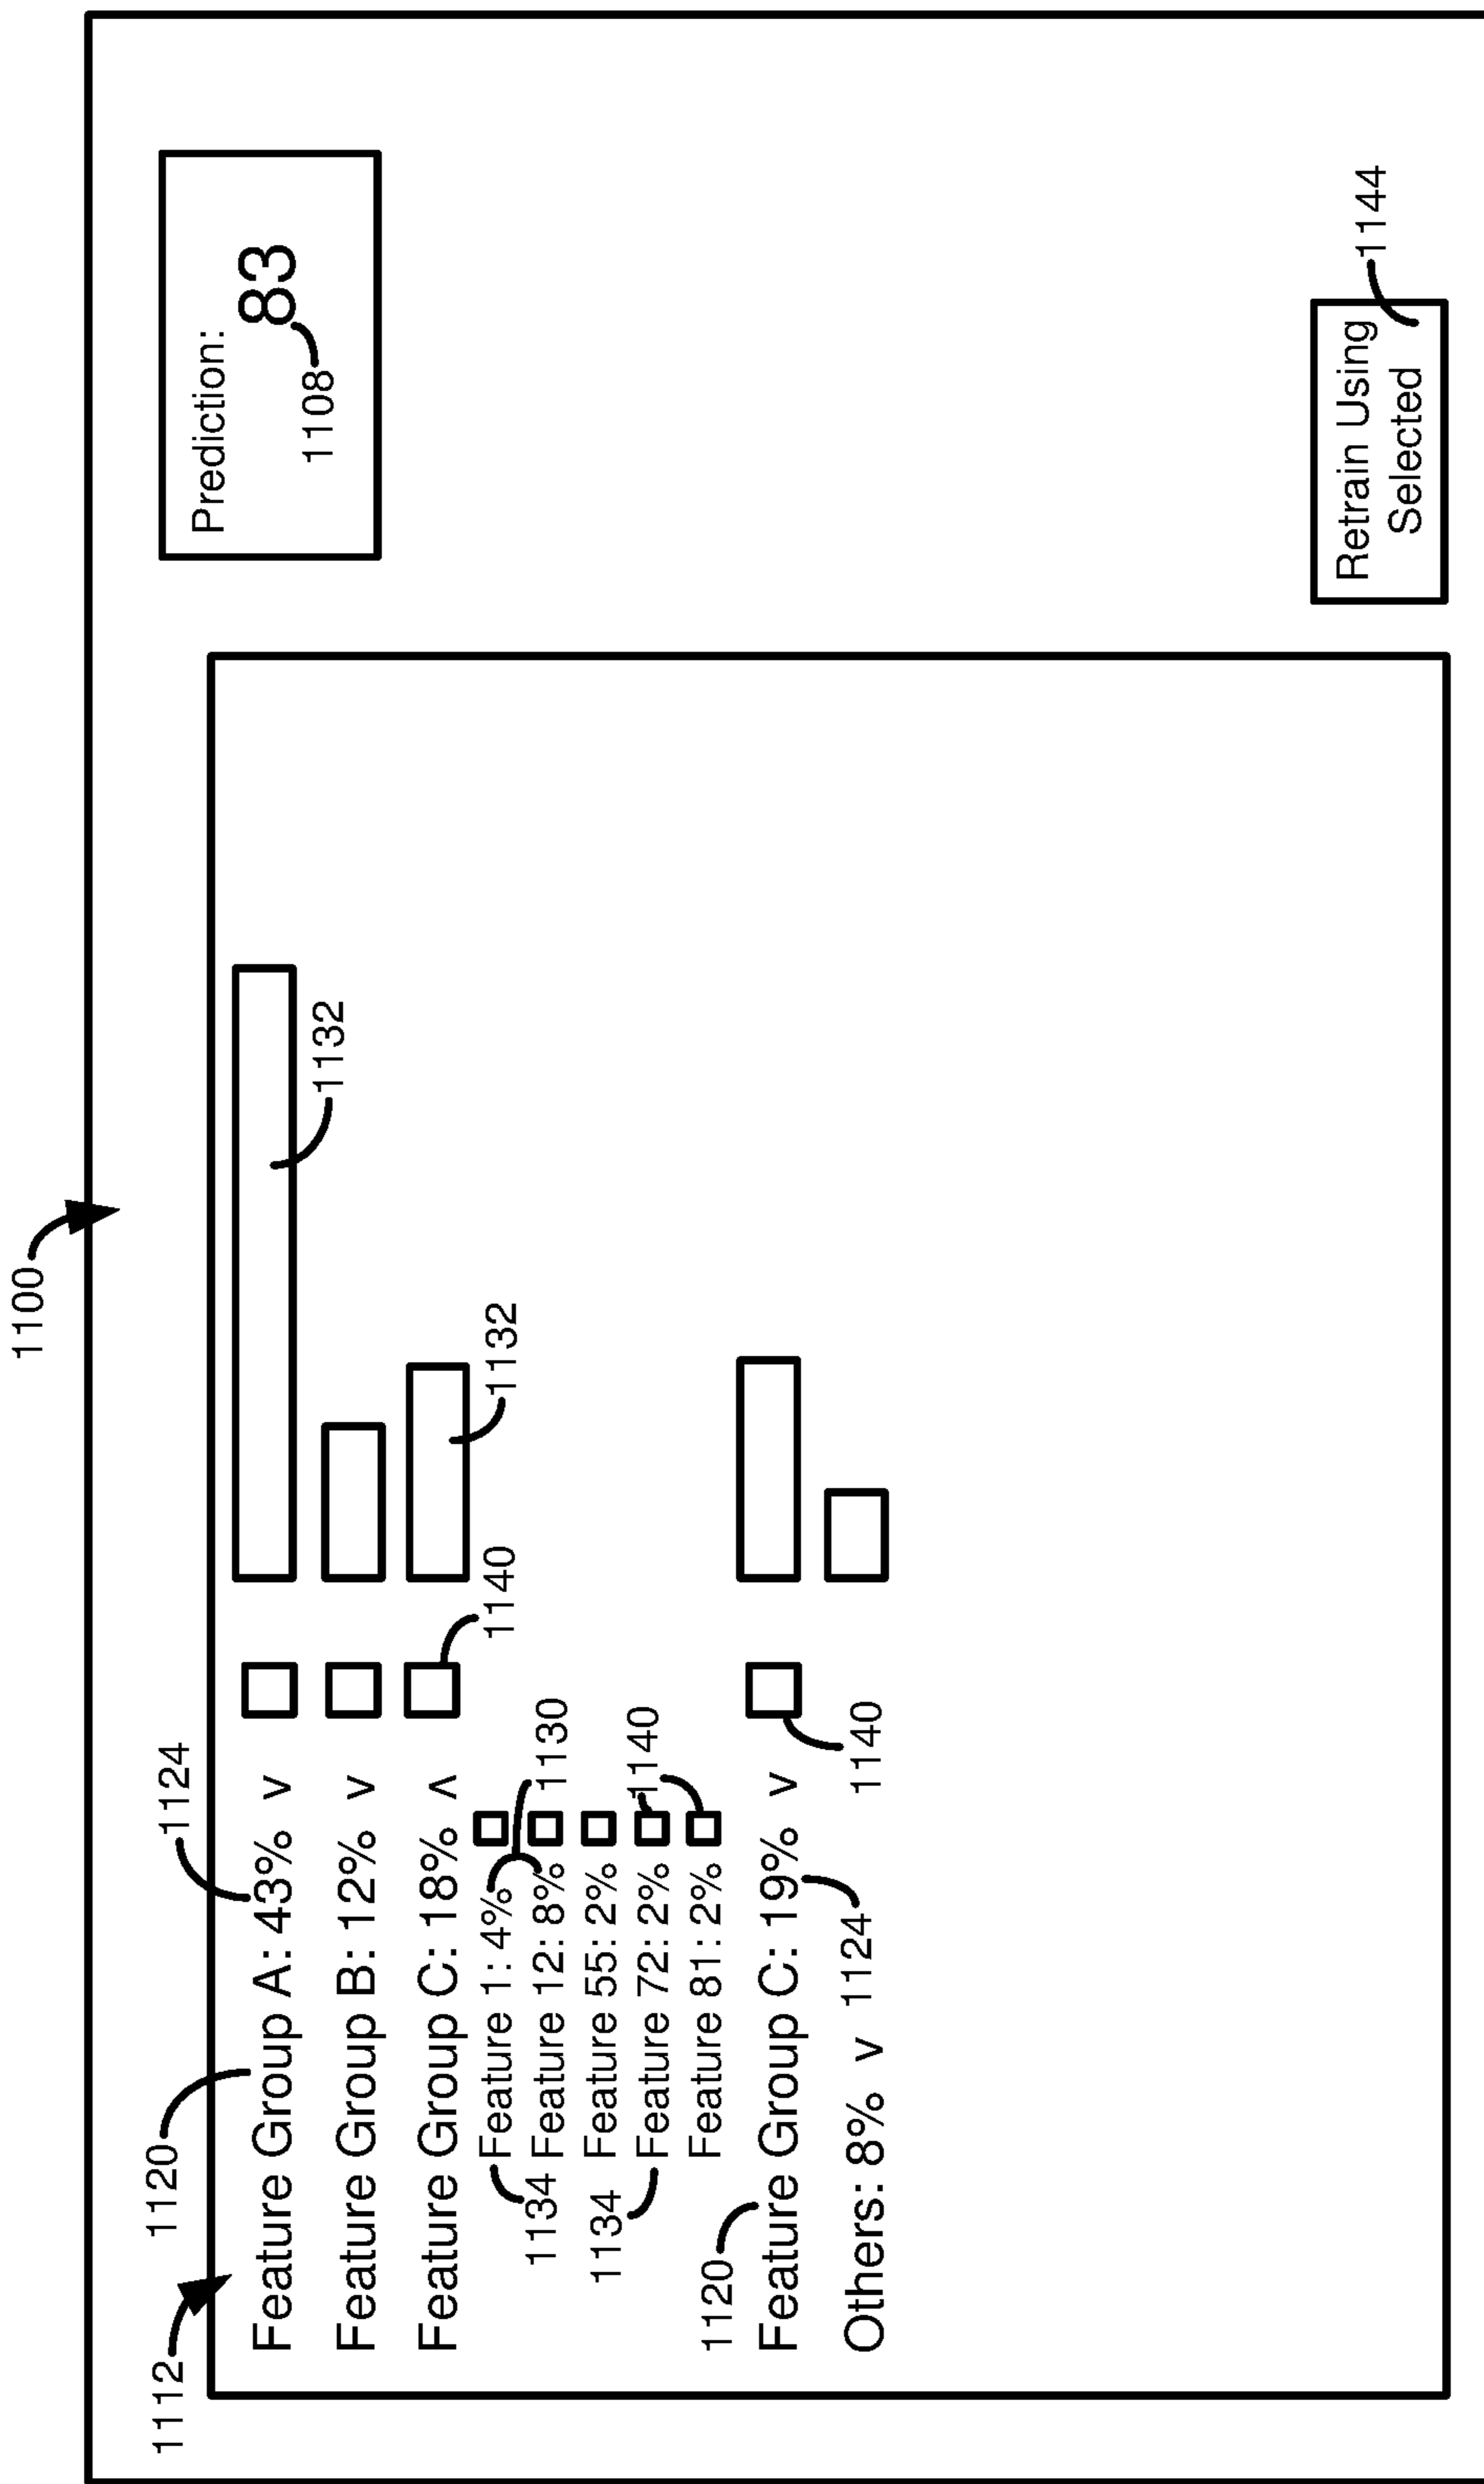 1100
1112
1120
1124
Prediction:
83
1108
Feature Group A: 43% v
1132
Feature Group B: 12% v
Feature Group C: 18% ʌ
1140
1132
1134
Feature 1: 4%
1130
Feature 12: 8%
Feature 55: 2%
1134
Feature 72: 2%
1140
Feature 81: 2%
1120
Feature Group C: 19% v
1140
Others: 8% v
1124
Retrain Using
Selected
1144